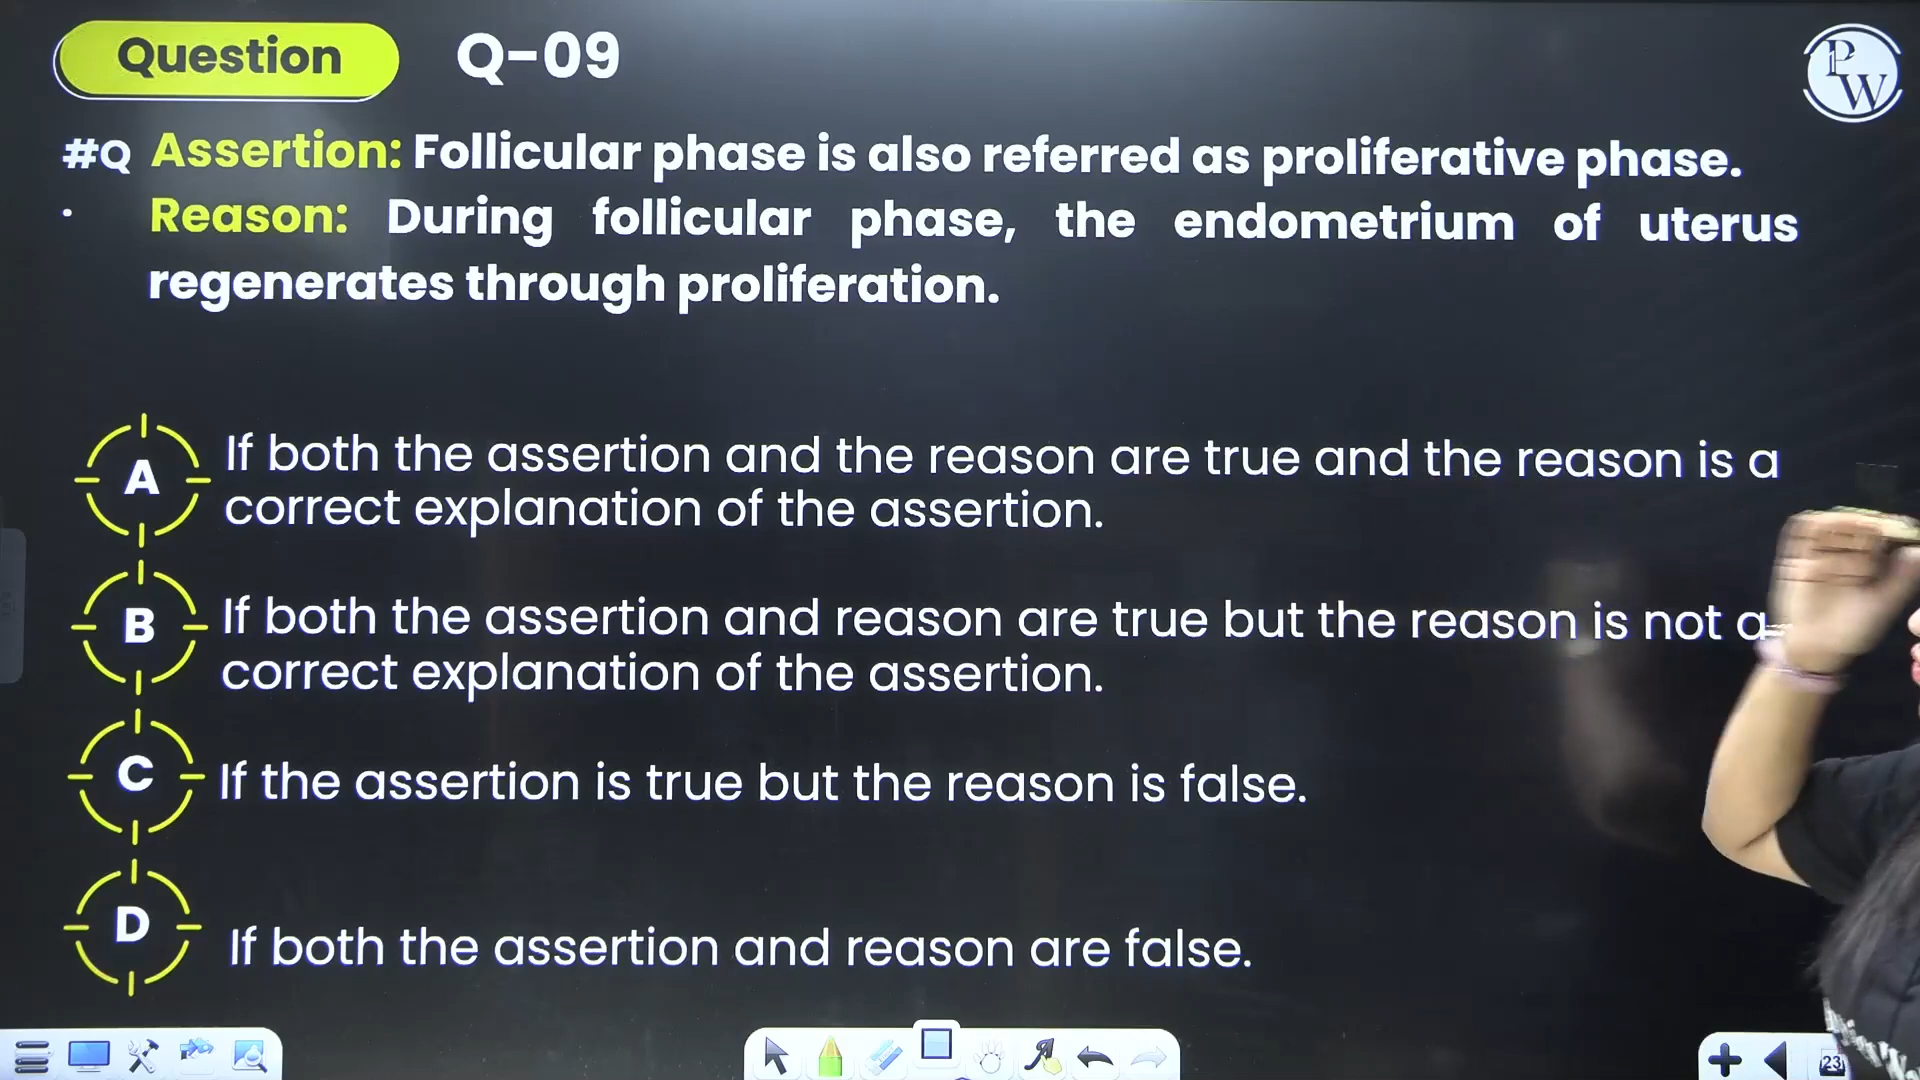 Question Q-09
#Q Assertion: Follicular phase is also referred as proliferative phase.
. Reason: During follicular phase, the endometrium of uterus
regenerates through proliferation.
A If both the assertion and the reason are true and the reason is a
correct explanation of the assertion.
B If both the assertion and reason are true but the reason is not a
correct explanation of the assertion.
C If the assertion is true but the reason is false.
D If both the assertion and reason are false.
PW
23